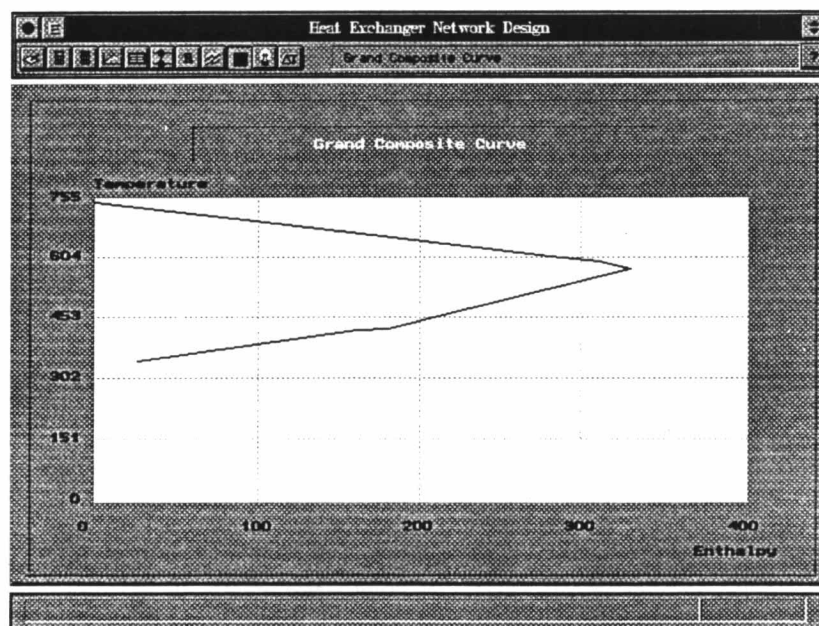 Heat Exchanger Network Design
Grand Composite Curve
?
Grand Composite Curve
Temperature
755
604
453
302
151
0
0 100 200 300 400
Enthalpy